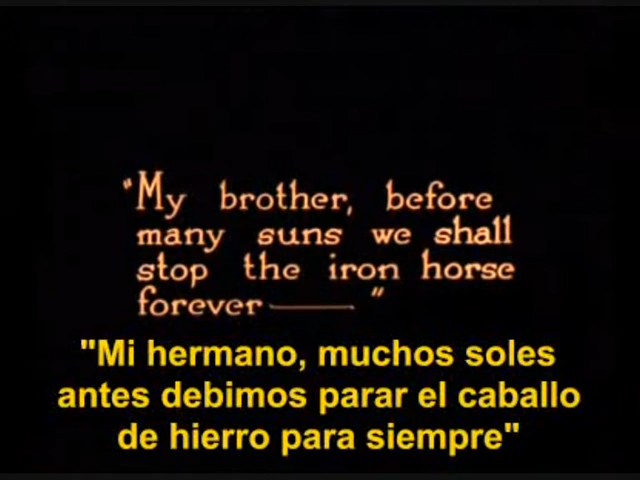 "My brother, before
many suns we shall
stop the iron horse
forever—— "
"Mi hermano, muchos soles
antes debimos parar el caballo
de hierro para siempre"